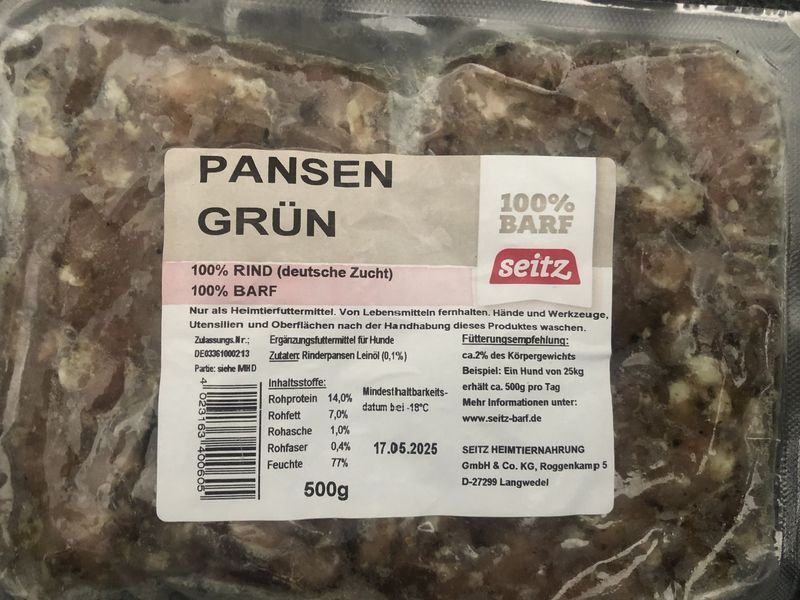 PANSEN
GRÜN
100%
BARF
seitz
100% RIND (deutsche Zucht)
100% BARF
Nur als Heimtierfuttermittel. Von Lebensmitteln fernhalten. Hände und Werkzeuge,
Utensilien und Oberflächen nach der Handhabung dieses Produktes waschen.
Zulassungs.Nr.;
DE03361000213
Partie: siehe MHD
4 023163 400605
Ergänzungsfuttermittel für Hunde
Zutaten: Rinderpansen Leinöl (0,1%)
Inhaltsstoffe:
Rohprotein 14,0%
Rohfett 7,0%
Rohasche 1,0%
Rohfaser 0,4%
Feuchte 77%
500g
Mindesthaltbarkeits-
datum bei -18°C
17.05.2025
Fütterungsempfehlung:
ca.2% des Körpergewichts
Beispiel: Ein Hund von 25kg
erhält ca. 500g pro Tag
Mehr Informationen unter:
www.seitz-barf.de
SEITZ HEIMTIERNAHRUNG
GmbH & Co. KG, Roggenkamp 5
D-27299 Langwedel